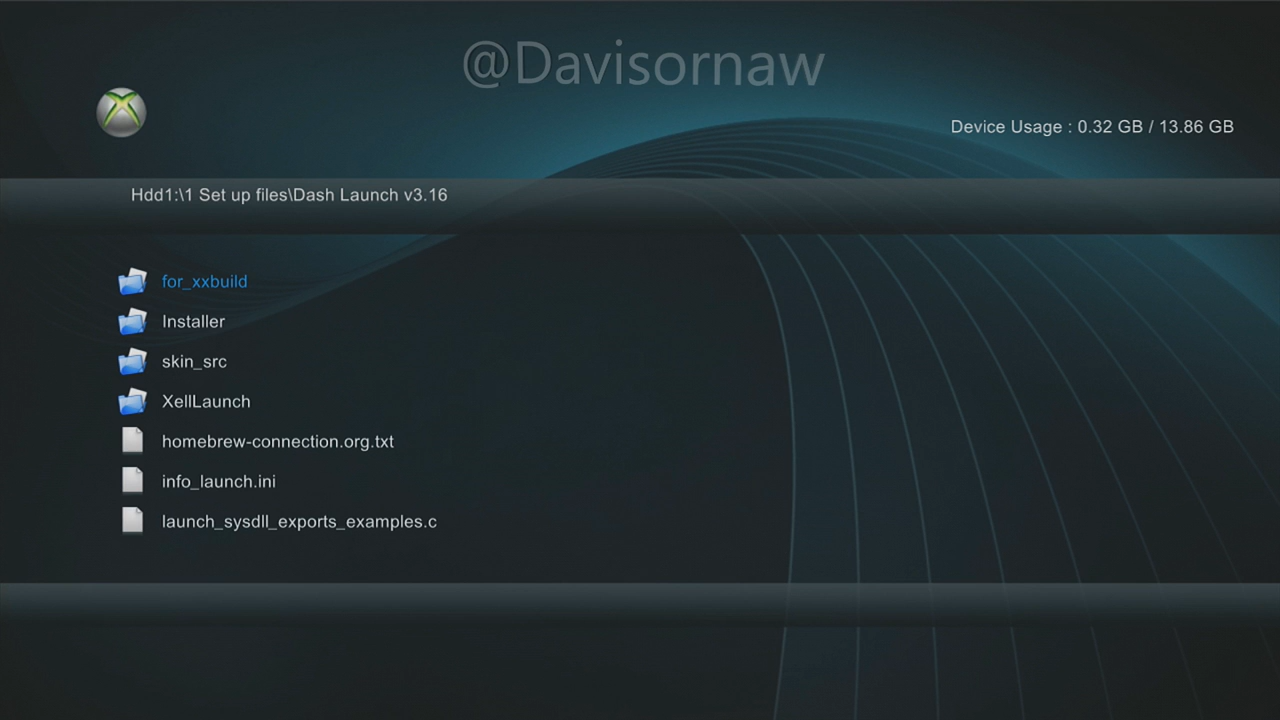 @Davisornaw
Device Usage : 0.32 GB / 13.86 GB
Hdd1:\1 Set up files\Dash Launch v3.16
for_xxbuild
Installer
skin_src
XellLaunch
homebrew-connection.org.txt
info_launch.ini
launch_sysdll_exports_examples.c